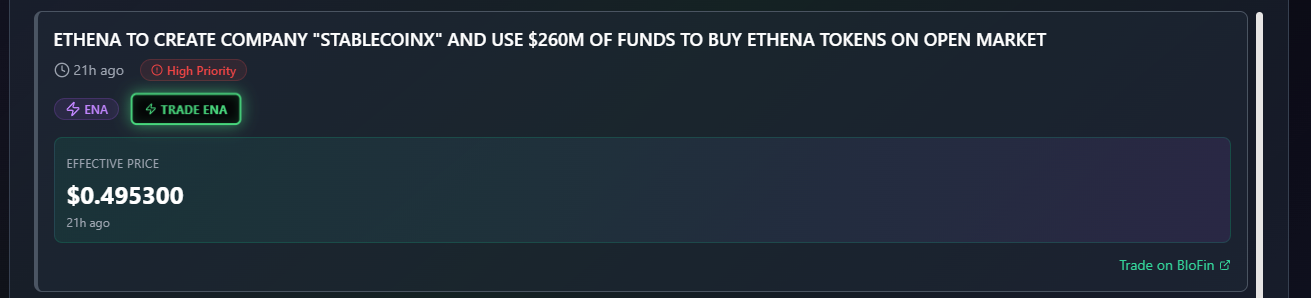 ETHENA TO CREATE COMPANY "STABLECOINX" AND USE $260M OF FUNDS TO BUY ETHENA TOKENS ON OPEN MARKET
21h ago High Priority
ENA TRADE ENA
EFFECTIVE PRICE
$0.495300
21h ago
Trade on BloFin